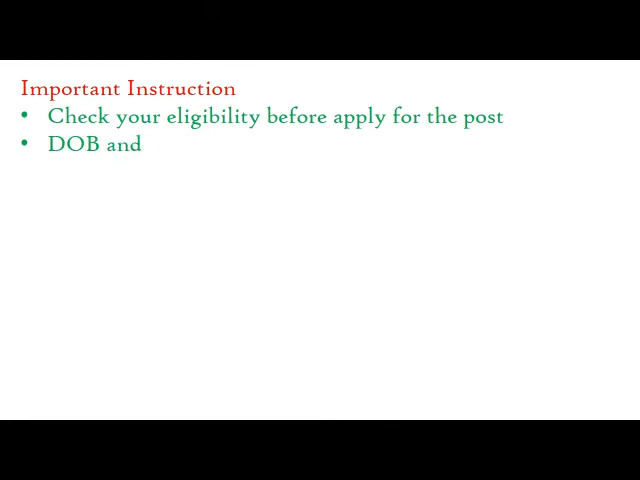 Important Instruction
• Check your eligibility before apply for the post
• DOB and